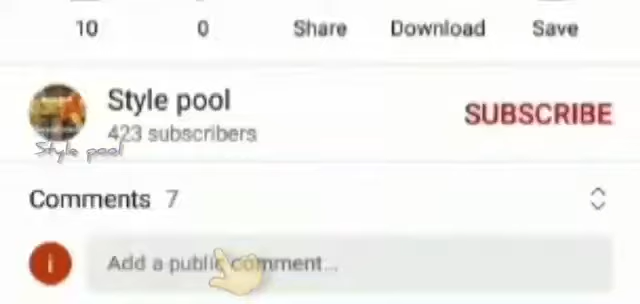 10 0 Share Download Save
Style pool
SUBSCRIBE
423 subscribers
Style pool
Comments 7
i
Add a public comment...